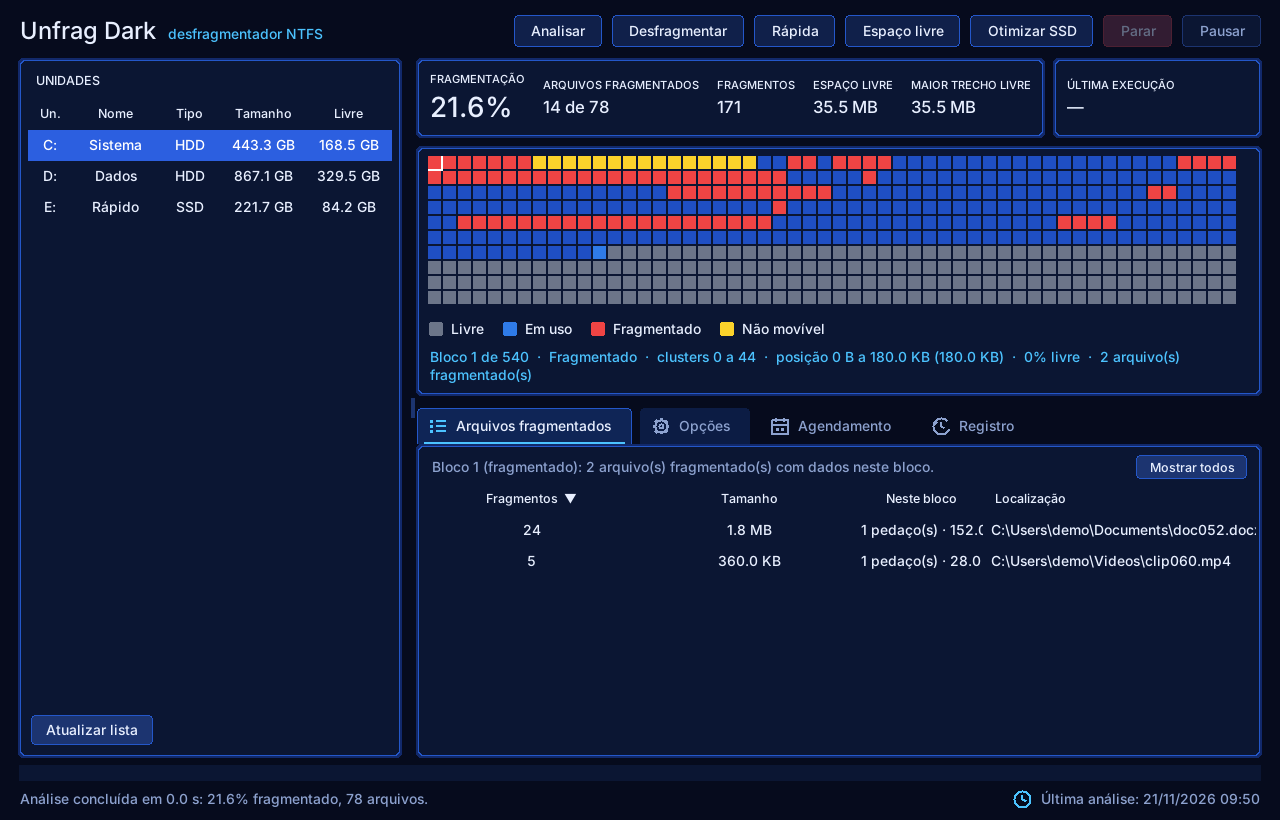 Unfrag Dark desfragmentador NTFS
Analisar Desfragmentar Rápida Espaço livre Otimizar SSD Parar Pausar
UNIDADES
Un. Nome Tipo Tamanho Livre
C: Sistema HDD 443.3 GB 168.5 GB
D: Dados HDD 867.1 GB 329.5 GB
E: Rápido SSD 221.7 GB 84.2 GB
Atualizar lista
FRAGMENTAÇÃO ARQUIVOS FRAGMENTADOS FRAGMENTOS ESPAÇO LIVRE MAIOR TRECHO LIVRE
21.6% 14 de 78 171 35.5 MB 35.5 MB
ÚLTIMA EXECUÇÃO
—
Livre Em uso Fragmentado Não movível
Bloco 1 de 540 · Fragmentado · clusters 0 a 44 · posição 0 B a 180.0 KB (180.0 KB) · 0% livre · 2 arquivo(s)
fragmentado(s)
Arquivos fragmentados Opções Agendamento Registro
Bloco 1 (fragmentado): 2 arquivo(s) fragmentado(s) com dados neste bloco. Mostrar todos
Fragmentos ▼ Tamanho Neste bloco Localização
24 1.8 MB 1 pedaço(s) · 152.0 C:\Users\demo\Documents\doc052.doc
5 360.0 KB 1 pedaço(s) · 28.0 C:\Users\demo\Videos\clip060.mp4
Análise concluída em 0.0 s: 21.6% fragmentado, 78 arquivos. Última análise: 21/11/2026 09:50